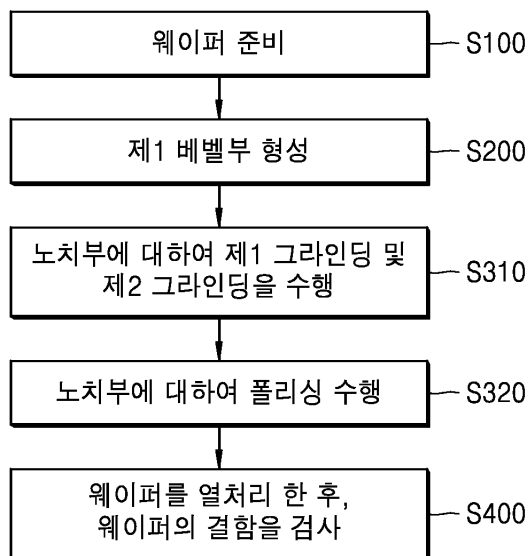 웨이퍼 준비
S100
제1 베벨부 형성
S200
노치부에 대하여 제1 그라인딩 및
제2 그라인딩을 수행
S310
노치부에 대하여 폴리싱 수행
S320
웨이퍼를 열처리 한 후,
웨이퍼의 결함을 검사
S400